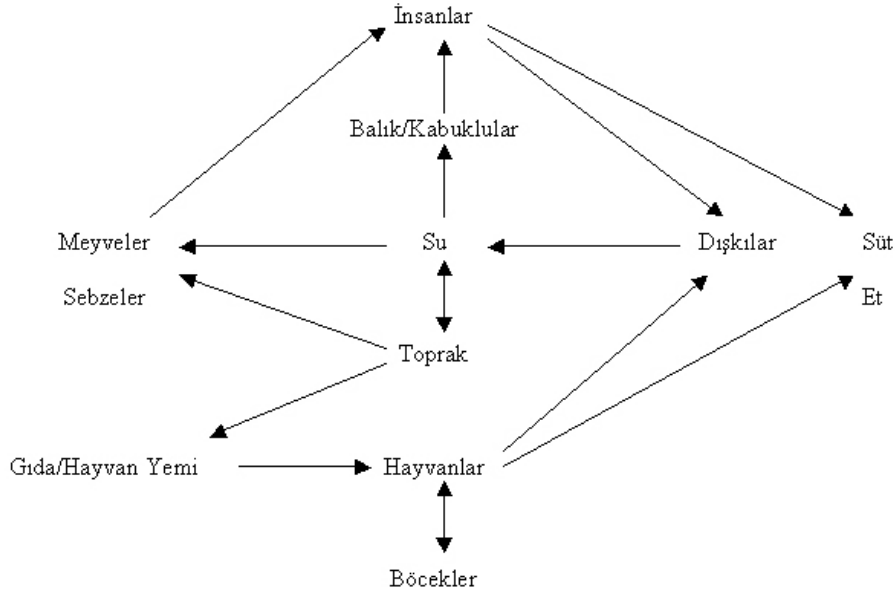 İnsanlar
Balık/Kabuklular
Meyveler
Su
Dışkılar
Süt
Sebzeler
Et
Toprak
Gıda/Hayvan Yemi
Hayvanlar
Böcekler